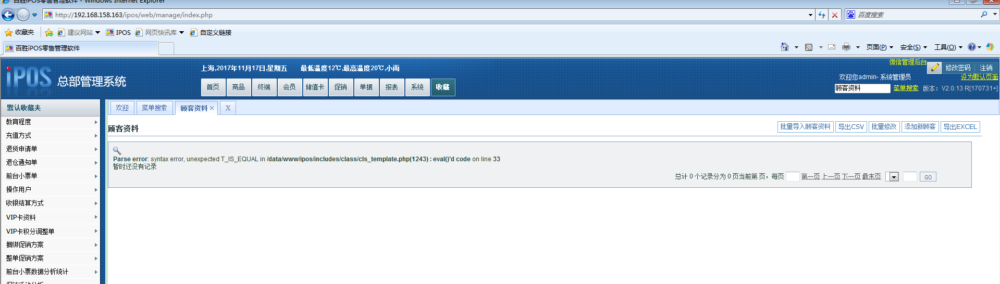 百胜iPOS零售管理软件 - Windows Internet Explorer
http://192.168.158.163/ipos/web/manage/index.php
百度搜索
收藏夹 建议网站 IPOS 网页快讯库 自定义链接
百胜iPOS零售管理软件
页面(P) 安全(S) 工具(O)
iPOS 总部管理系统
上海,2017年11月17日,星期五 最低温度12℃,最高温度20℃,小雨
微信管理后台 修改密码 注销
欢迎您admin- 系统管理员 设为默认页面
首页 商品 终端 会员 储值卡 促销 单据 报表 系统 收藏
顾客资料 菜单搜索 版本：V2.0.13 R[170731+]
默认收藏夹
欢迎 菜单搜索 顾客资料 × X
教育程度
充值方式
退货申请单
退仓通知单
前台小票单
操作用户
收银结算方式
VIP卡资料
VIP卡积分调整单
捆绑促销方案
整单促销方案
前台小票数据分析统计
顾客资料
批量导入顾客资料 导出CSV 批量修改 添加新顾客 导出EXCEL
Parse error: syntax error, unexpected T_IS_EQUAL in /data/www/ipos/includes/class/cls_template.php(1243) : eval()'d code on line 33
暂时还没有记录
总计 0 个记录分为 0 页当前第 页，每页 第一页 上一页 下一页 最末页 GO